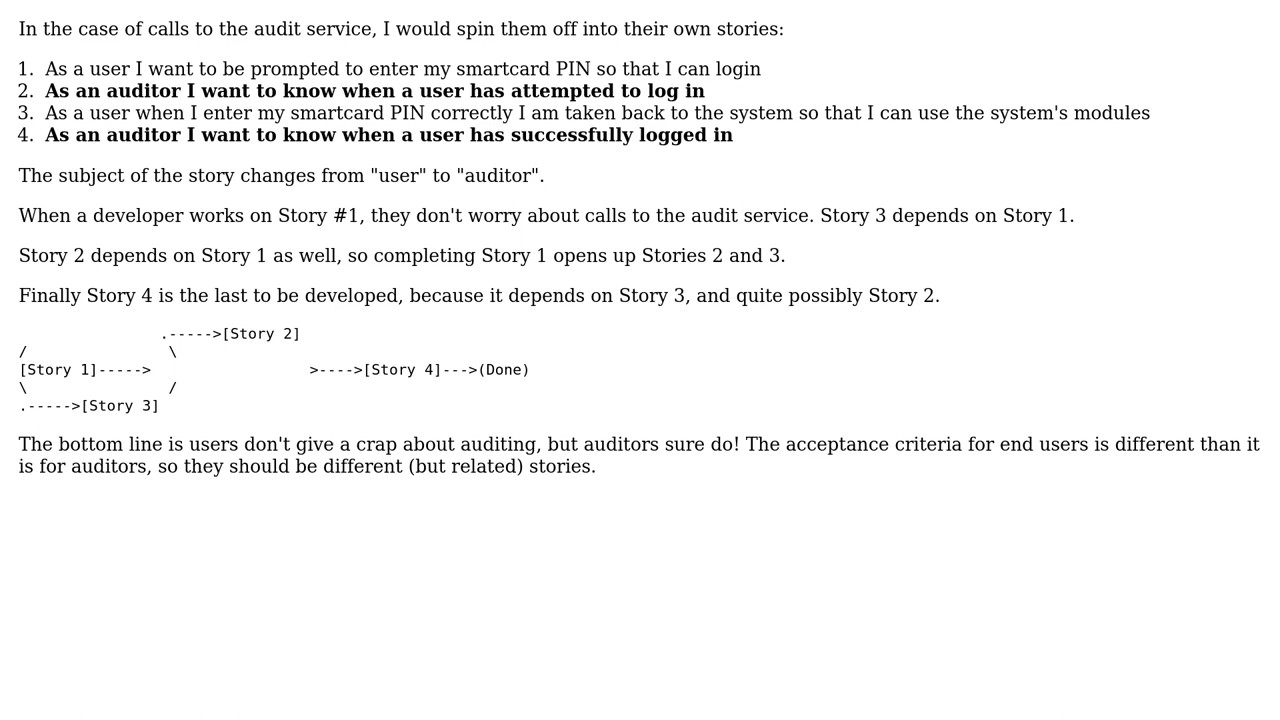 In the case of calls to the audit service, I would spin them off into their own stories:
1. As a user I want to be prompted to enter my smartcard PIN so that I can login
2. As an auditor I want to know when a user has attempted to log in
3. As a user when I enter my smartcard PIN correctly I am taken back to the system so that I can use the system's modules
4. As an auditor I want to know when a user has successfully logged in
The subject of the story changes from "user" to "auditor".
When a developer works on Story #1, they don't worry about calls to the audit service. Story 3 depends on Story 1.
Story 2 depends on Story 1 as well, so completing Story 1 opens up Stories 2 and 3.
Finally Story 4 is the last to be developed, because it depends on Story 3, and quite possibly Story 2.
                .----->[Story 2]
/                \
[Story 1]----->                  >---->[Story 4]--->(Done)
\                /
.----->[Story 3]
The bottom line is users don't give a crap about auditing, but auditors sure do! The acceptance criteria for end users is different than it
is for auditors, so they should be different (but related) stories.